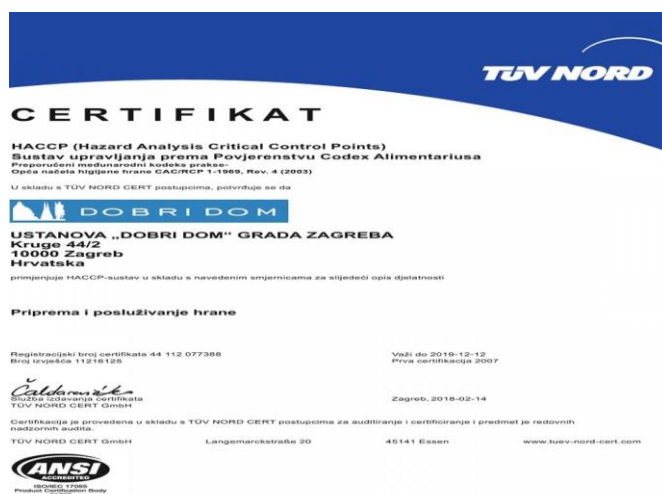 TÜV NORD
CERTIFIKAT
HACCP (Hazard Analysis Critical Control Points)
Sustav upravljanja prema Povjerenstvu Codex Alimentariusa
Preporučeni međunarodni kodeks prakse-
Opća načela higijene hrane CAC/RCP 1-1969, Rev. 4 (2003)
U skladu s TÜV NORD CERT postupcima, potvrđuje se da
DOBRI DOM
USTANOVA „DOBRI DOM“ GRADA ZAGREBA
Kruge 44/2
10000 Zagreb
Hrvatska
primjenjuje HACCP-sustav u skladu s navedenim smjernicama za slijedeći opis djelatnosti
Priprema i posluživanje hrane
Registracijski broj certifikata 44 112 077388
Broj izvješća 11216125
Važi do 2019-12-12
Prva certifikacija 2007
Služba izdavanja certifikata
TÜV NORD CERT GmbH
Zagreb, 2018-02-14
Certifikacija je provedena u skladu s TÜV NORD CERT postupcima za auditiranje i certificiranje i predmet je redovnih
nadzornih audita.
TÜV NORD CERT GmbH Langemarckstraße 20 45141 Essen www.tuev-nord-cert.com
ANSI
ACCREDITED
ISO/IEC 17065
Product Certification Body